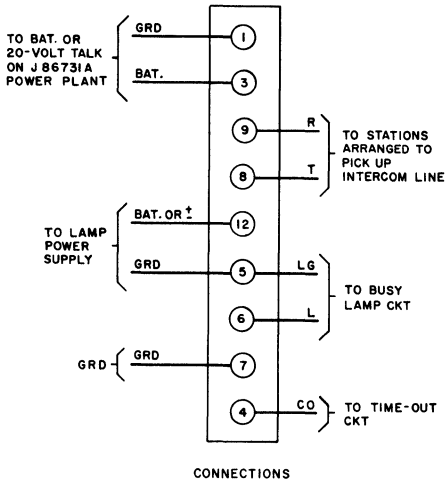 TO BAT. OR
20-VOLT TALK
ON J86731A
POWER PLANT
GRD
1
BAT.
3
9
R
8
T
TO STATIONS
ARRANGED TO
PICK UP
INTERCOM LINE
TO LAMP
POWER
SUPPLY
BAT. OR ±
12
GRD
5
LG
6
L
TO BUSY
LAMP CKT
GRD
GRD
7
4
CO
TO TIME-OUT
CKT
CONNECTIONS